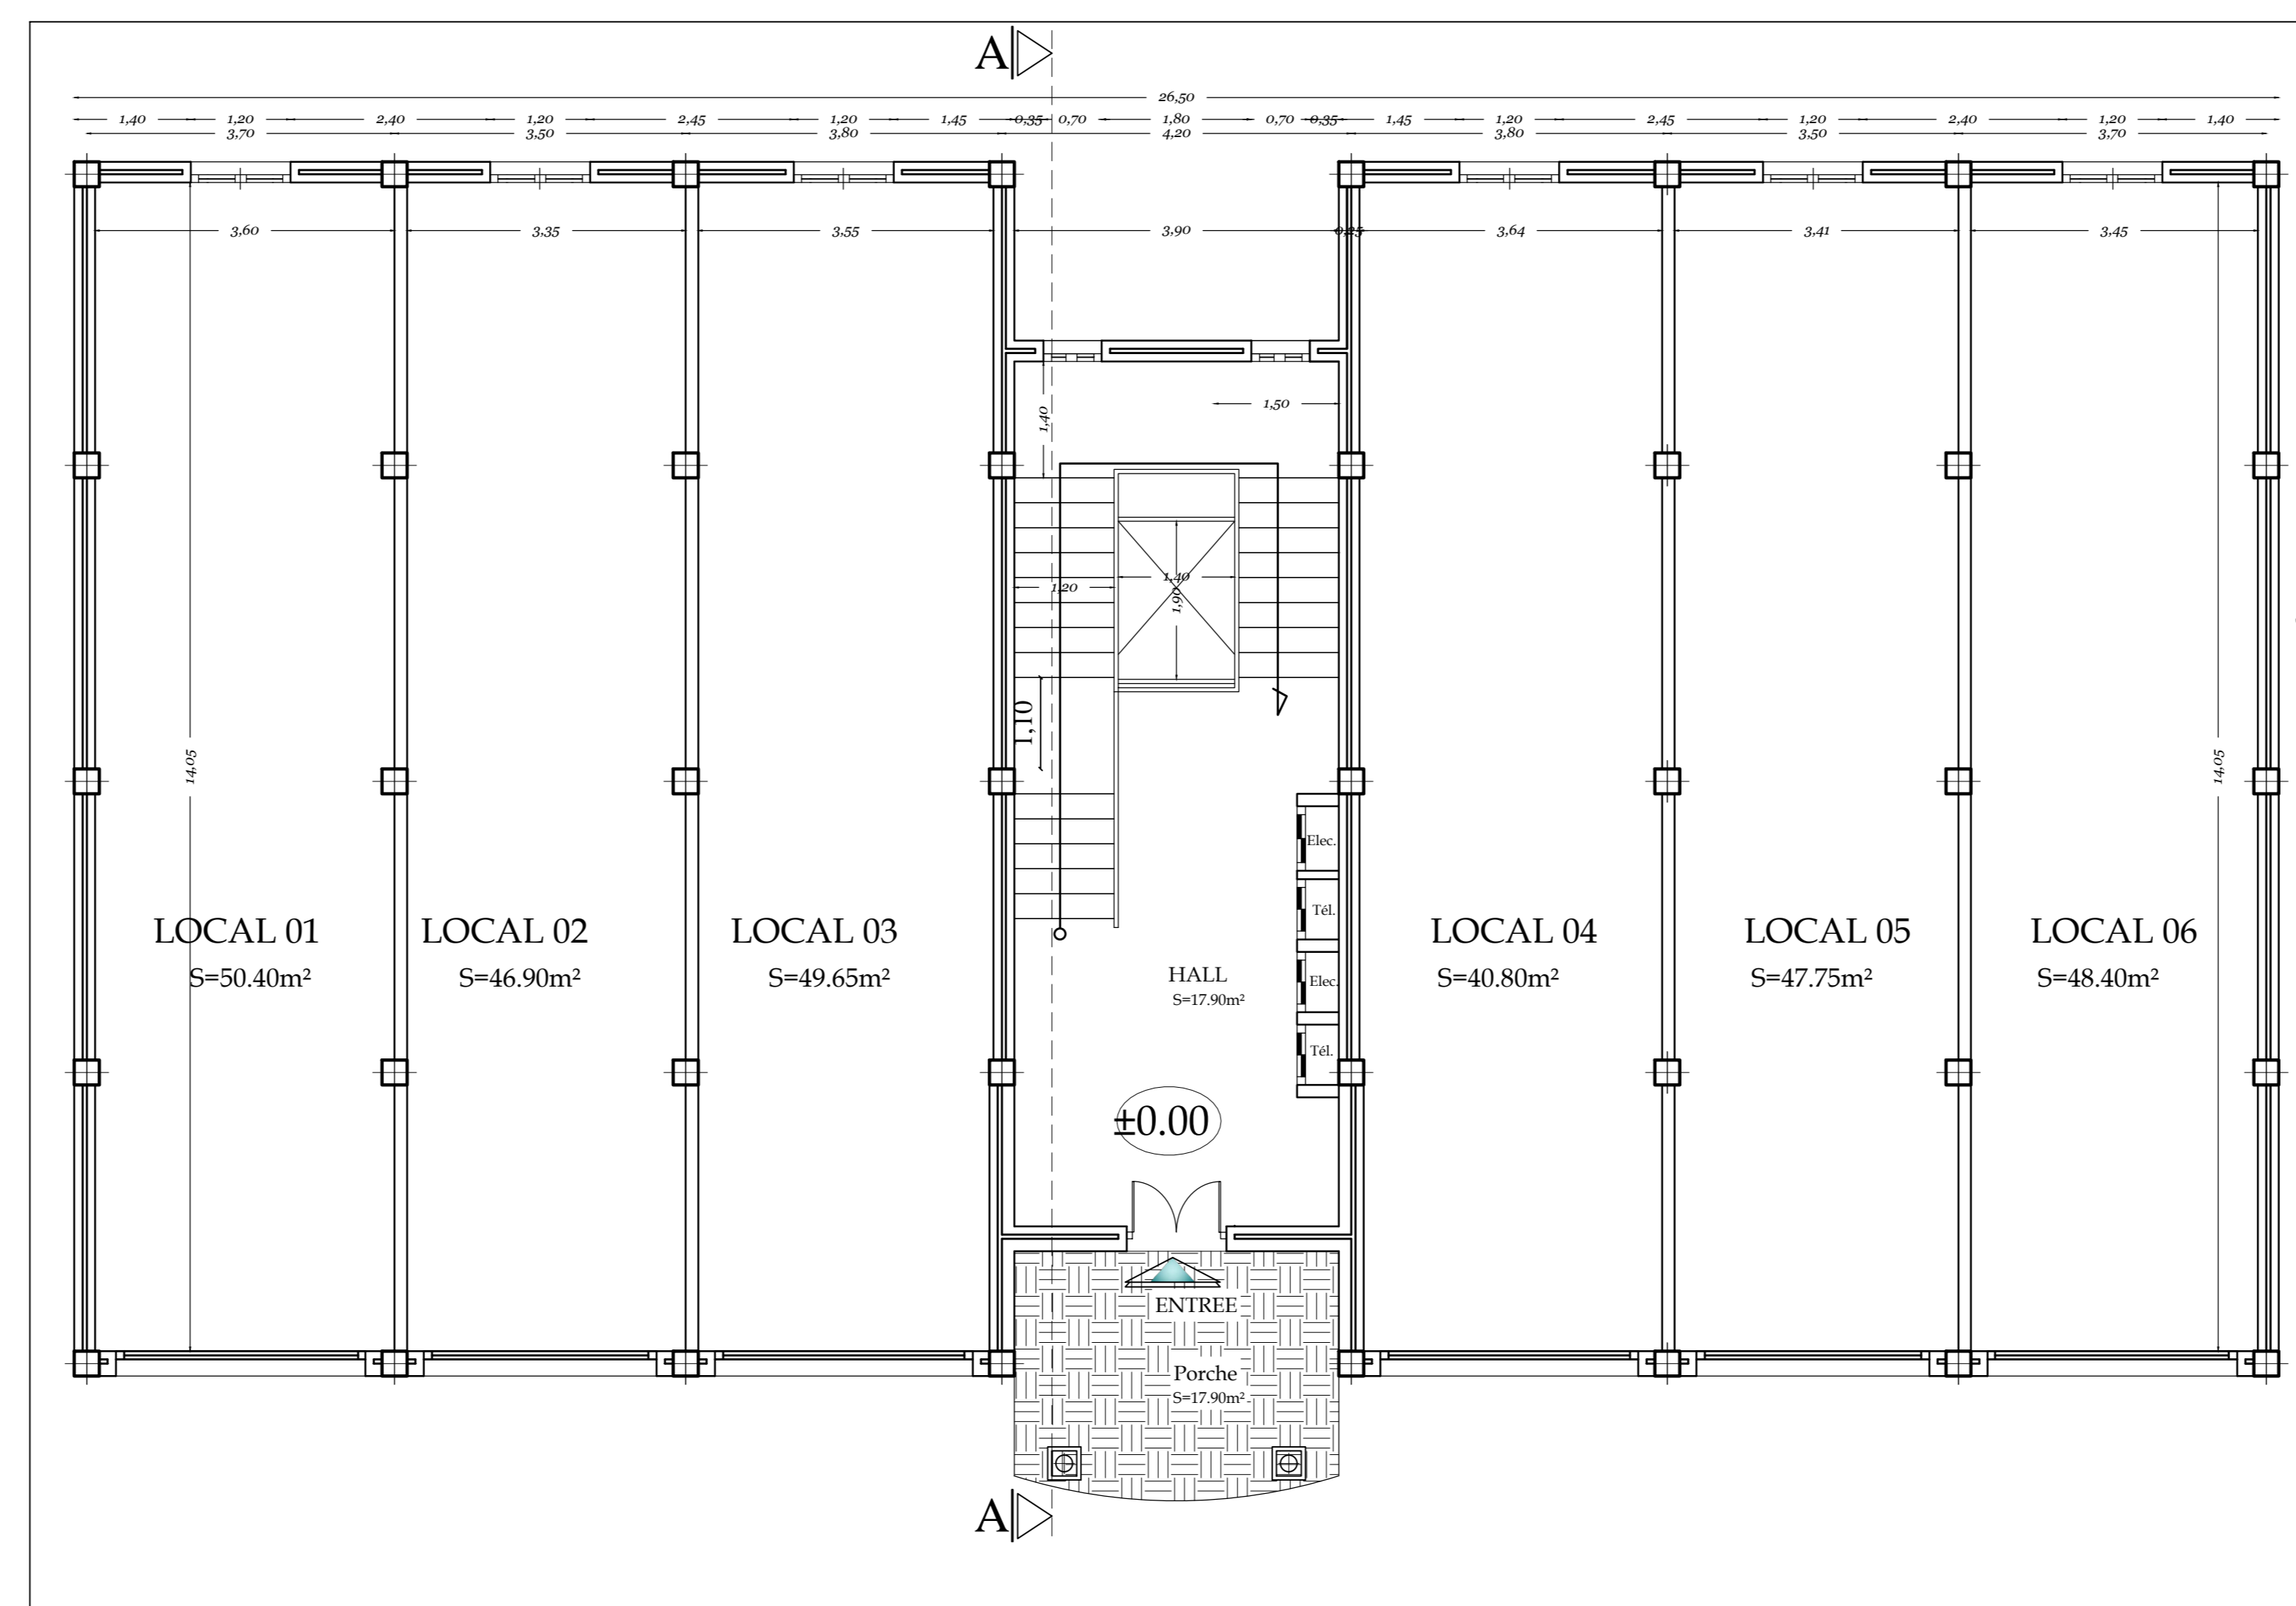 A
26,50
1,40 1,20 2,40 1,20 2,45 1,20 1,45 0,35 0,70 1,80 0,70 0,35 1,45 1,20 2,45 1,20 2,40 1,20 1,40
3,70 3,50 3,80 4,20 3,80 3,50 3,70
3,60 3,35 3,55 3,90 0,25 3,64 3,41 3,45
1,50
1,40
1,40
1,20
1,90
1,10
14,05 14,05
Elec.
Tél.
LOCAL 01 LOCAL 02 LOCAL 03 LOCAL 04 LOCAL 05 LOCAL 06
S=50.40m² S=46.90m² S=49.65m² S=40.80m² S=47.75m² S=48.40m²
HALL
S=17.90m²
Elec.
Tél.
±0.00
ENTREE
Porche
S=17.90m²
A